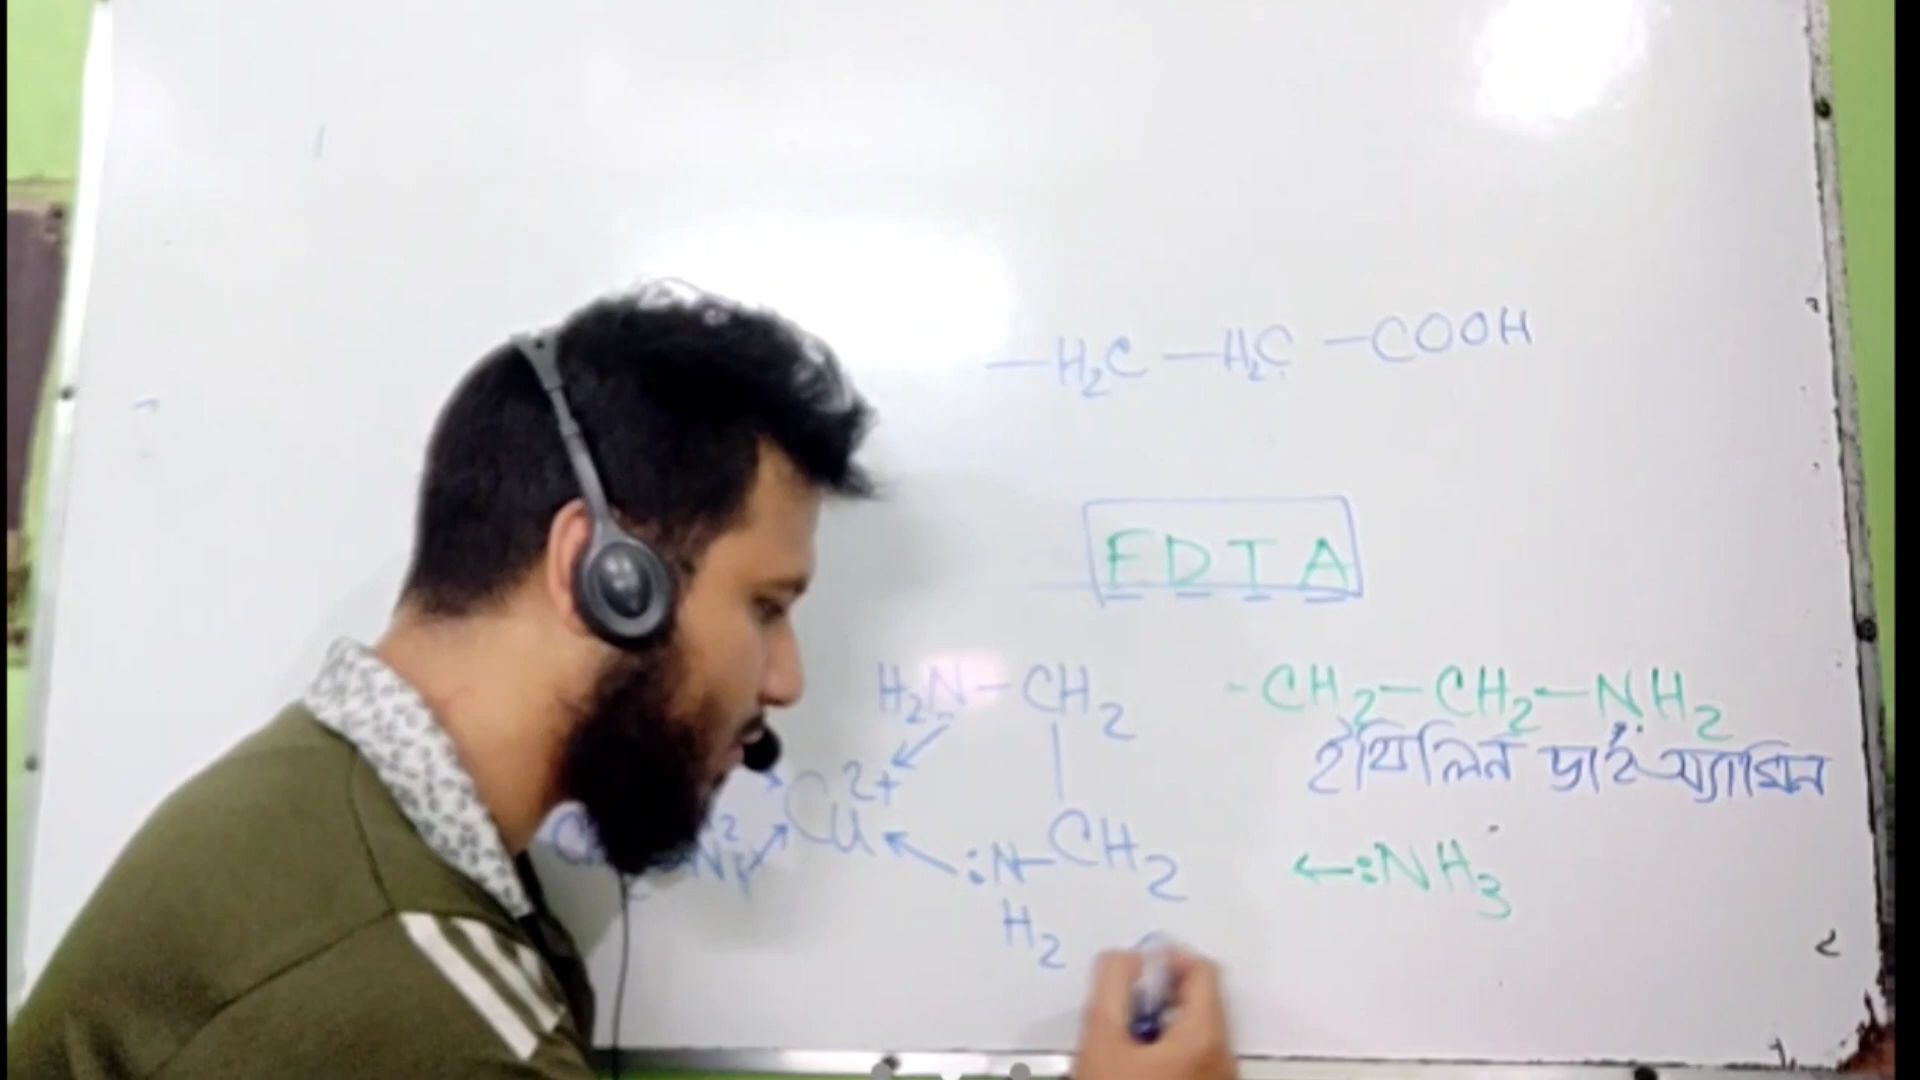 —H₂C—H₂C—COOH
EDTA
H₂N—CH₂
-CH₂—CH₂—NH₂
ইথিলিন ডাই অ্যামিন
Cu²⁺
:N—CH₂
H₂
←:NH₃